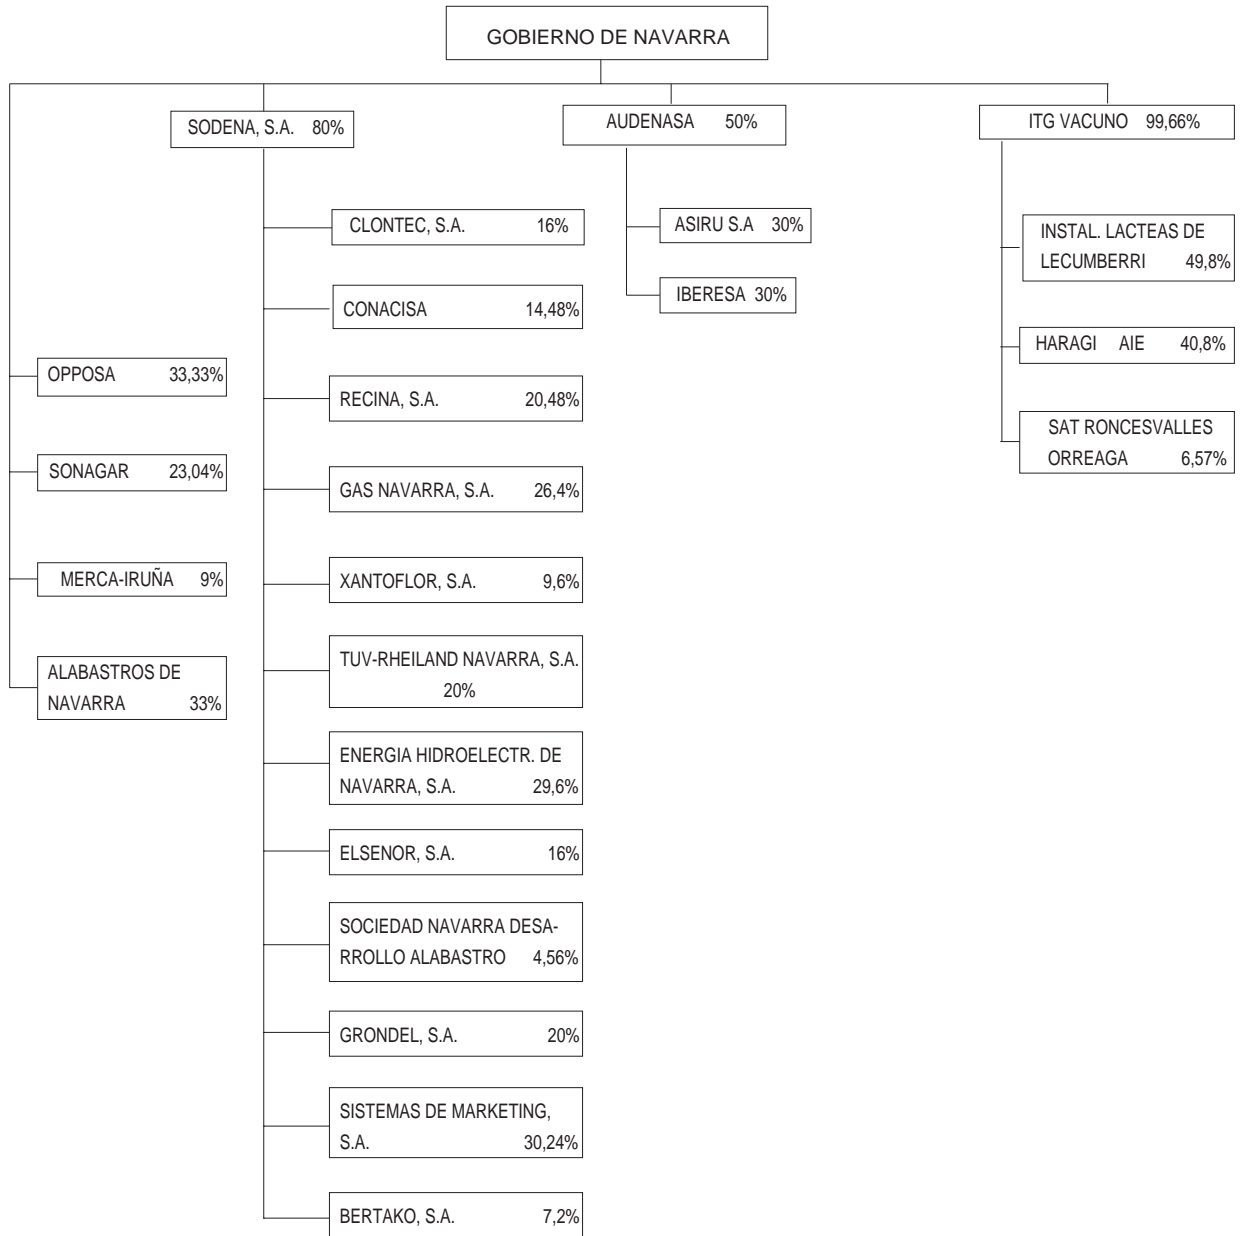 GOBIERNO DE NAVARRA
SODENA, S.A. 80%
AUDENASA 50%
ITG VACUNO 99,66%
OPPOSA 33,33%
SONAGAR 23,04%
MERCA-IRUÑA 9%
ALABASTROS DE
NAVARRA 33%
CLONTEC, S.A. 16%
CONACISA 14,48%
RECINA, S.A. 20,48%
GAS NAVARRA, S.A. 26,4%
XANTOFLOR, S.A. 9,6%
TUV-RHEILAND NAVARRA, S.A.
20%
ENERGIA HIDROELECTR. DE
NAVARRA, S.A. 29,6%
ELSENOR, S.A. 16%
SOCIEDAD NAVARRA DESA-
RROLLO ALABASTRO 4,56%
GRONDEL, S.A. 20%
SISTEMAS DE MARKETING,
S.A. 30,24%
BERTAKO, S.A. 7,2%
ASIRU S.A 30%
IBERESA 30%
INSTAL. LACTEAS DE
LECUMBERRI 49,8%
HARAGI AIE 40,8%
SAT RONCESVALLES
ORREAGA 6,57%